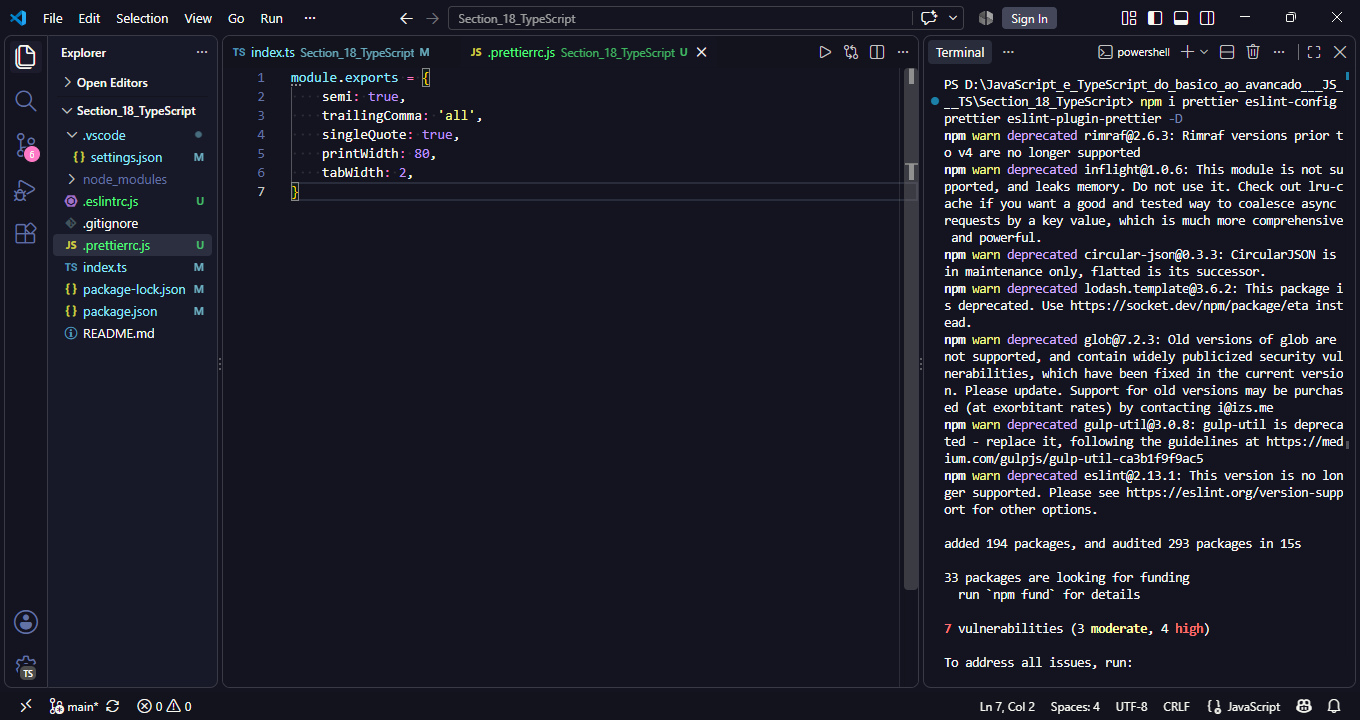 File Edit Selection View Go Run ··· Section_18_TypeScript Sign In
Explorer ···
Open Editors
Section_18_TypeScript
.vscode
{} settings.json M
node_modules
.eslintrc.js U
.gitignore
JS .prettierrc.js U
TS index.ts M
{} package-lock.json M
{} package.json M
README.md
6
TS
TS index.ts Section_18_TypeScript M JS .prettierrc.js Section_18_TypeScript U
1 module.exports = {
2 semi: true,
3 trailingComma: 'all',
4 singleQuote: true,
5 printWidth: 80,
6 tabWidth: 2,
7 }
Terminal ··· powershell
PS D:\JavaScript_e_TypeScript_do_basico_ao_avancado___JS_
__TS\Section_18_TypeScript> npm i prettier eslint-config
prettier eslint-plugin-prettier -D
npm warn deprecated rimraf@2.6.3: Rimraf versions prior t
o v4 are no longer supported
npm warn deprecated inflight@1.0.6: This module is not su
pported, and leaks memory. Do not use it. Check out lru-c
ache if you want a good and tested way to coalesce async
requests by a key value, which is much more comprehensive
and powerful.
npm warn deprecated circular-json@0.3.3: CircularJSON is
in maintenance only, flatted is its successor.
npm warn deprecated lodash.template@3.6.2: This package i
s deprecated. Use https://socket.dev/npm/package/eta inst
ead.
npm warn deprecated glob@7.2.3: Old versions of glob are
not supported, and contain widely publicized security vul
nerabilities, which have been fixed in the current versio
n. Please update. Support for old versions may be purchas
ed (at exorbitant rates) by contacting i@izs.me
npm warn deprecated gulp-util@3.0.8: gulp-util is depreca
ted - replace it, following the guidelines at https://med
ium.com/gulpjs/gulp-util-ca3b1f9f9ac5
npm warn deprecated eslint@2.13.1: This version is no lon
ger supported. Please see https://eslint.org/version-supp
ort for other options.
added 194 packages, and audited 293 packages in 15s
33 packages are looking for funding
run `npm fund` for details
7 vulnerabilities (3 moderate, 4 high)
To address all issues, run:
main* 0 0 Ln 7, Col 2 Spaces: 4 UTF-8 CRLF {} JavaScript